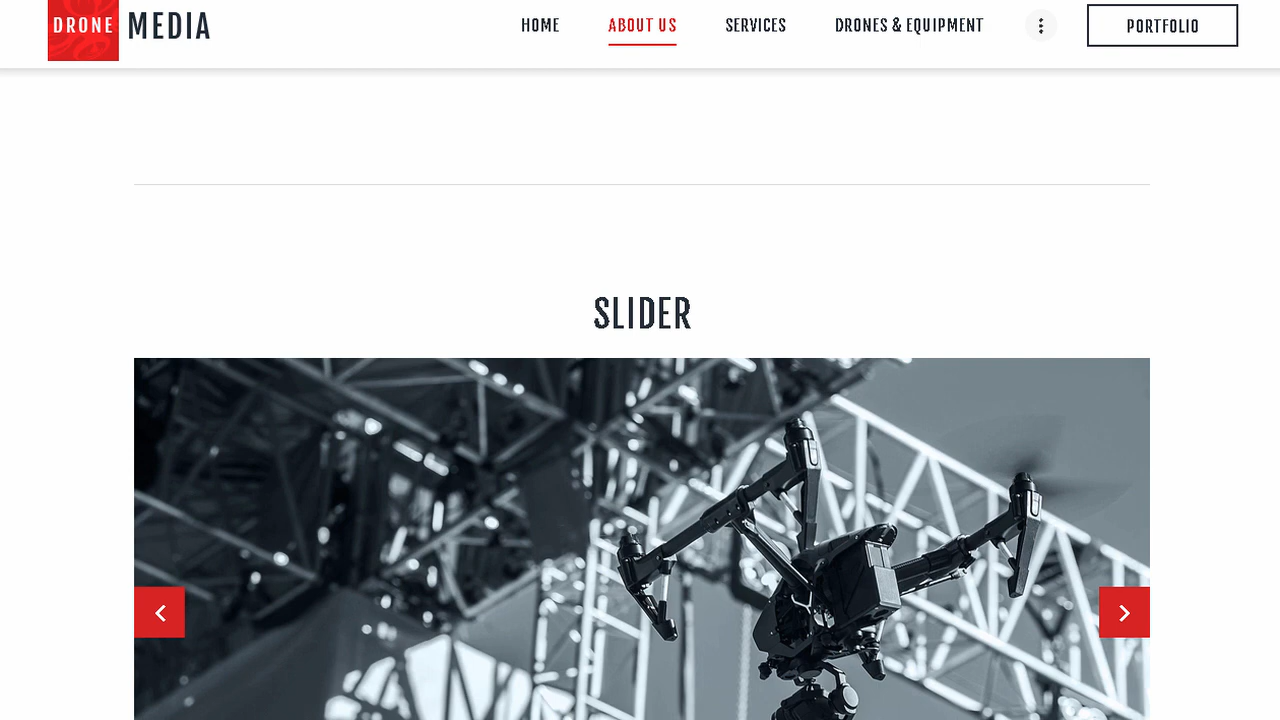 DRONE MEDIA
HOME ABOUT US SERVICES DRONES & EQUIPMENT PORTFOLIO
SLIDER